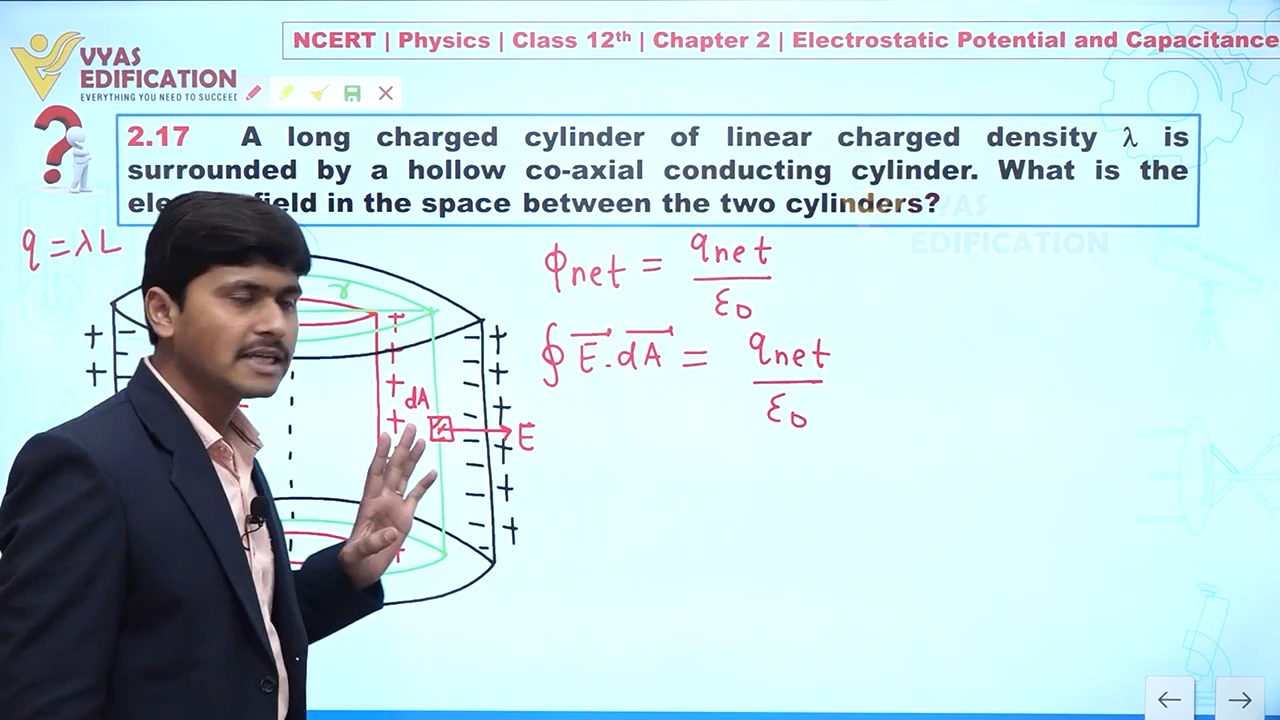 NCERT | Physics | Class 12th | Chapter 2 | Electrostatic Potential and Capacitance
VYAS
EDIFICATION
EVERYTHING YOU NEED TO SUCCEED
2.17 A long charged cylinder of linear charged density λ is
surrounded by a hollow co-axial conducting cylinder. What is the
field in the space between the two cylinders?
VYAS
EDIFICATION
q = λL
r
dA
E
ϕnet = qnet/ε0
∮ E⃗ . dA⃗ = qnet/ε0